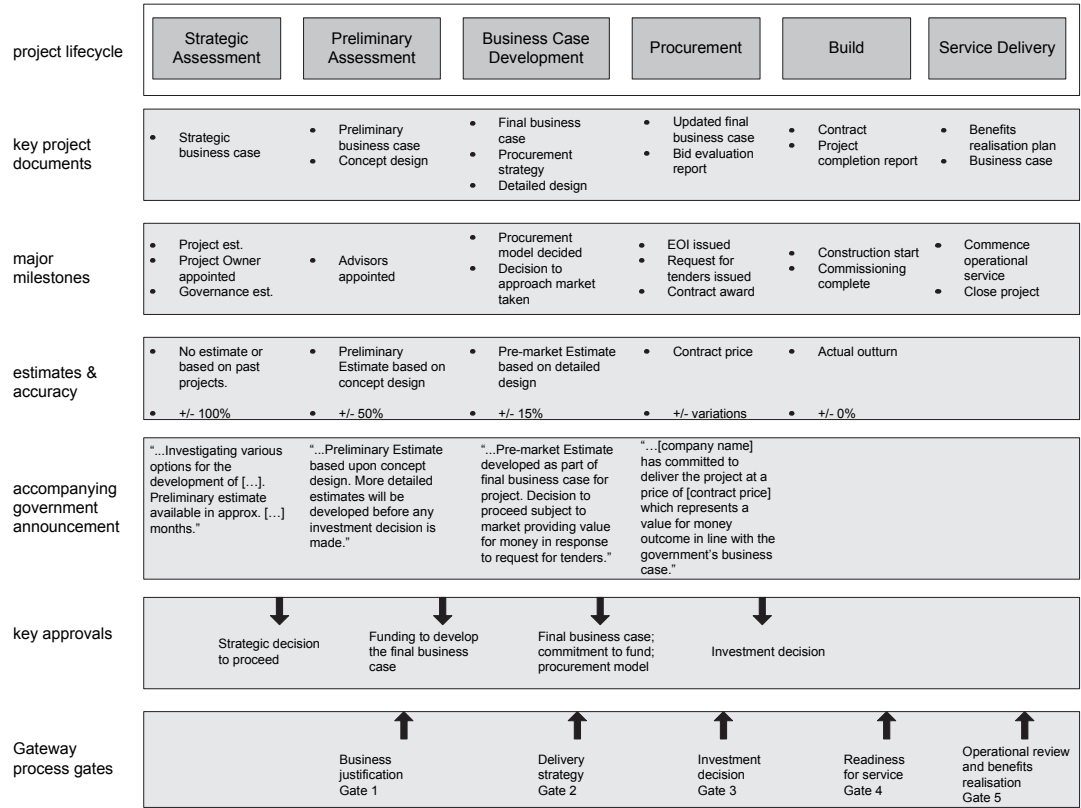 project lifecycle
Strategic
Assessment
Preliminary
Assessment
Business Case
Development
Procurement
Build
Service Delivery
key project
documents
• Strategic
business case
• Preliminary
business case
• Concept design
• Final business
case
• Procurement
strategy
• Detailed design
• Updated final
business case
• Bid evaluation
report
• Contract
• Project
completion report
• Benefits
realisation plan
• Business case
major
milestones
• Project est.
• Project Owner
appointed
• Governance est.
• Advisors
appointed
• Procurement
model decided
• Decision to
approach market
taken
• EOI issued
• Request for
tenders issued
• Contract award
• Construction start
• Commissioning
complete
• Commence
operational
service
• Close project
estimates &
accuracy
• No estimate or
based on past
projects.
• +/- 100%
• Preliminary
Estimate based on
concept design
• +/- 50%
• Pre-market Estimate
based on detailed
design
• +/- 15%
• Contract price
• +/- variations
• Actual outturn
• +/- 0%
accompanying
government
announcement
“...Investigating various
options for the
development of […].
Preliminary estimate
available in approx. […]
months.”
“...Preliminary Estimate
based upon concept
design. More detailed
estimates will be
developed before any
investment decision is
made.”
“...Pre-market Estimate
developed as part of
final business case for
project. Decision to
proceed subject to
market providing value
for money in response
to request for tenders.”
“…[company name]
has committed to
deliver the project at a
price of [contract price]
which represents a
value for money
outcome in line with the
government’s business
case.”
key approvals
Strategic decision
to proceed
Funding to develop
the final business
case
Final business case;
commitment to fund;
procurement model
Investment decision
Gateway
process gates
Business
justification
Gate 1
Delivery
strategy
Gate 2
Investment
decision
Gate 3
Readiness
for service
Gate 4
Operational review
and benefits
realisation
Gate 5